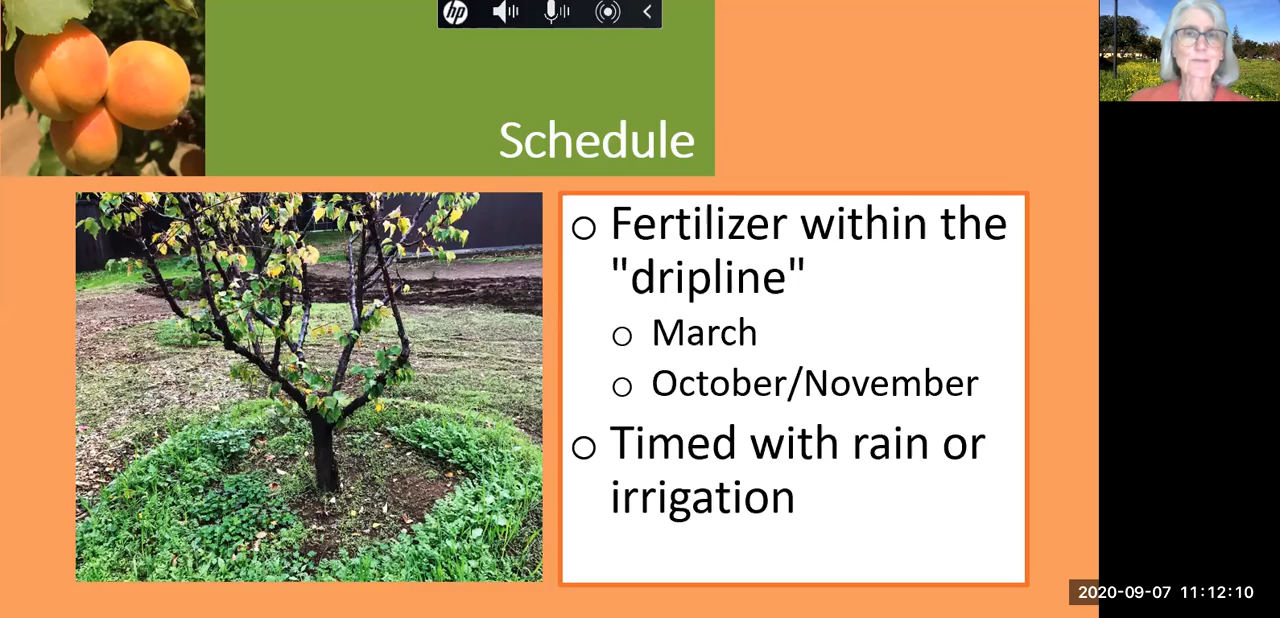 hp
Schedule
○ Fertilizer within the
"dripline"
○ March
○ October/November
○ Timed with rain or
irrigation
2020-09-07 11:12:10